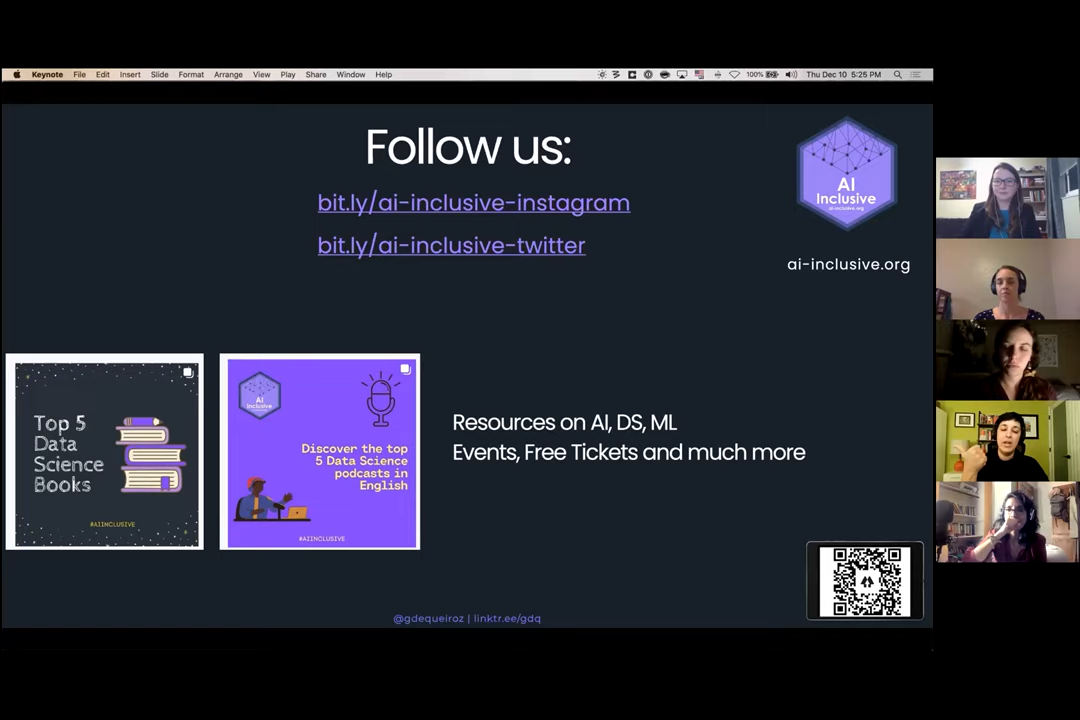 Keynote File Edit Insert Slide Format Arrange View Play Share Window Help 100% Thu Dec 10 5:25 PM
Follow us:
bit.ly/ai-inclusive-instagram
bit.ly/ai-inclusive-twitter
AI
Inclusive
ai-inclusive.org
ai-inclusive.org
Top 5
Data
Science
Books
#AIINCLUSIVE
AI
Inclusive
Discover the top
5 Data Science
podcasts in
English
#AIINCLUSIVE
Resources on AI, DS, ML
Events, Free Tickets and much more
@gdequeiroz | linktr.ee/gdq